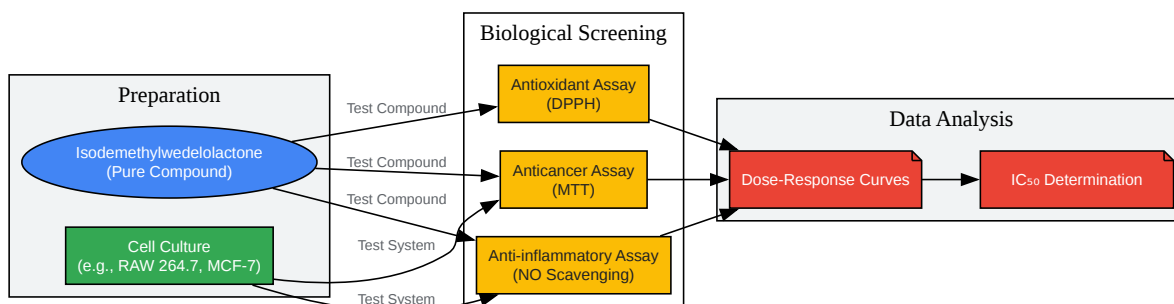 Preparation
Isodemethylwedelolactone
(Pure Compound)
Cell Culture
(e.g., RAW 264.7, MCF-7)
Test Compound
Test Compound
Test Compound
Test System
Test System
Biological Screening
Antioxidant Assay
(DPPH)
Anticancer Assay
(MTT)
Anti-inflammatory Assay
(NO Scavenging)
Data Analysis
Dose-Response Curves
IC₅₀ Determination